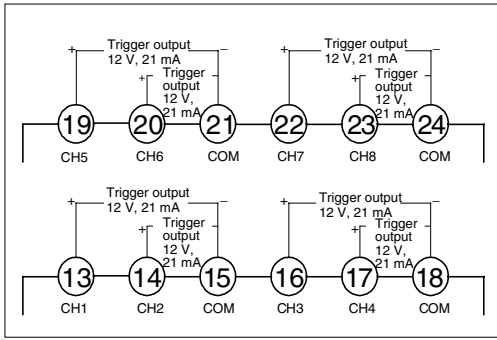 + Trigger output − + Trigger output −
12 V, 21 mA 12 V, 21 mA
+ Trigger − + Trigger −
output output
12 V, 12 V,
21 mA 21 mA
19 20 21 22 23 24
CH5 CH6 COM CH7 CH8 COM
+ Trigger output − + Trigger output −
12 V, 21 mA 12 V, 21 mA
+ Trigger − + Trigger −
output output
12 V, 12 V,
21 mA 21 mA
13 14 15 16 17 18
CH1 CH2 COM CH3 CH4 COM